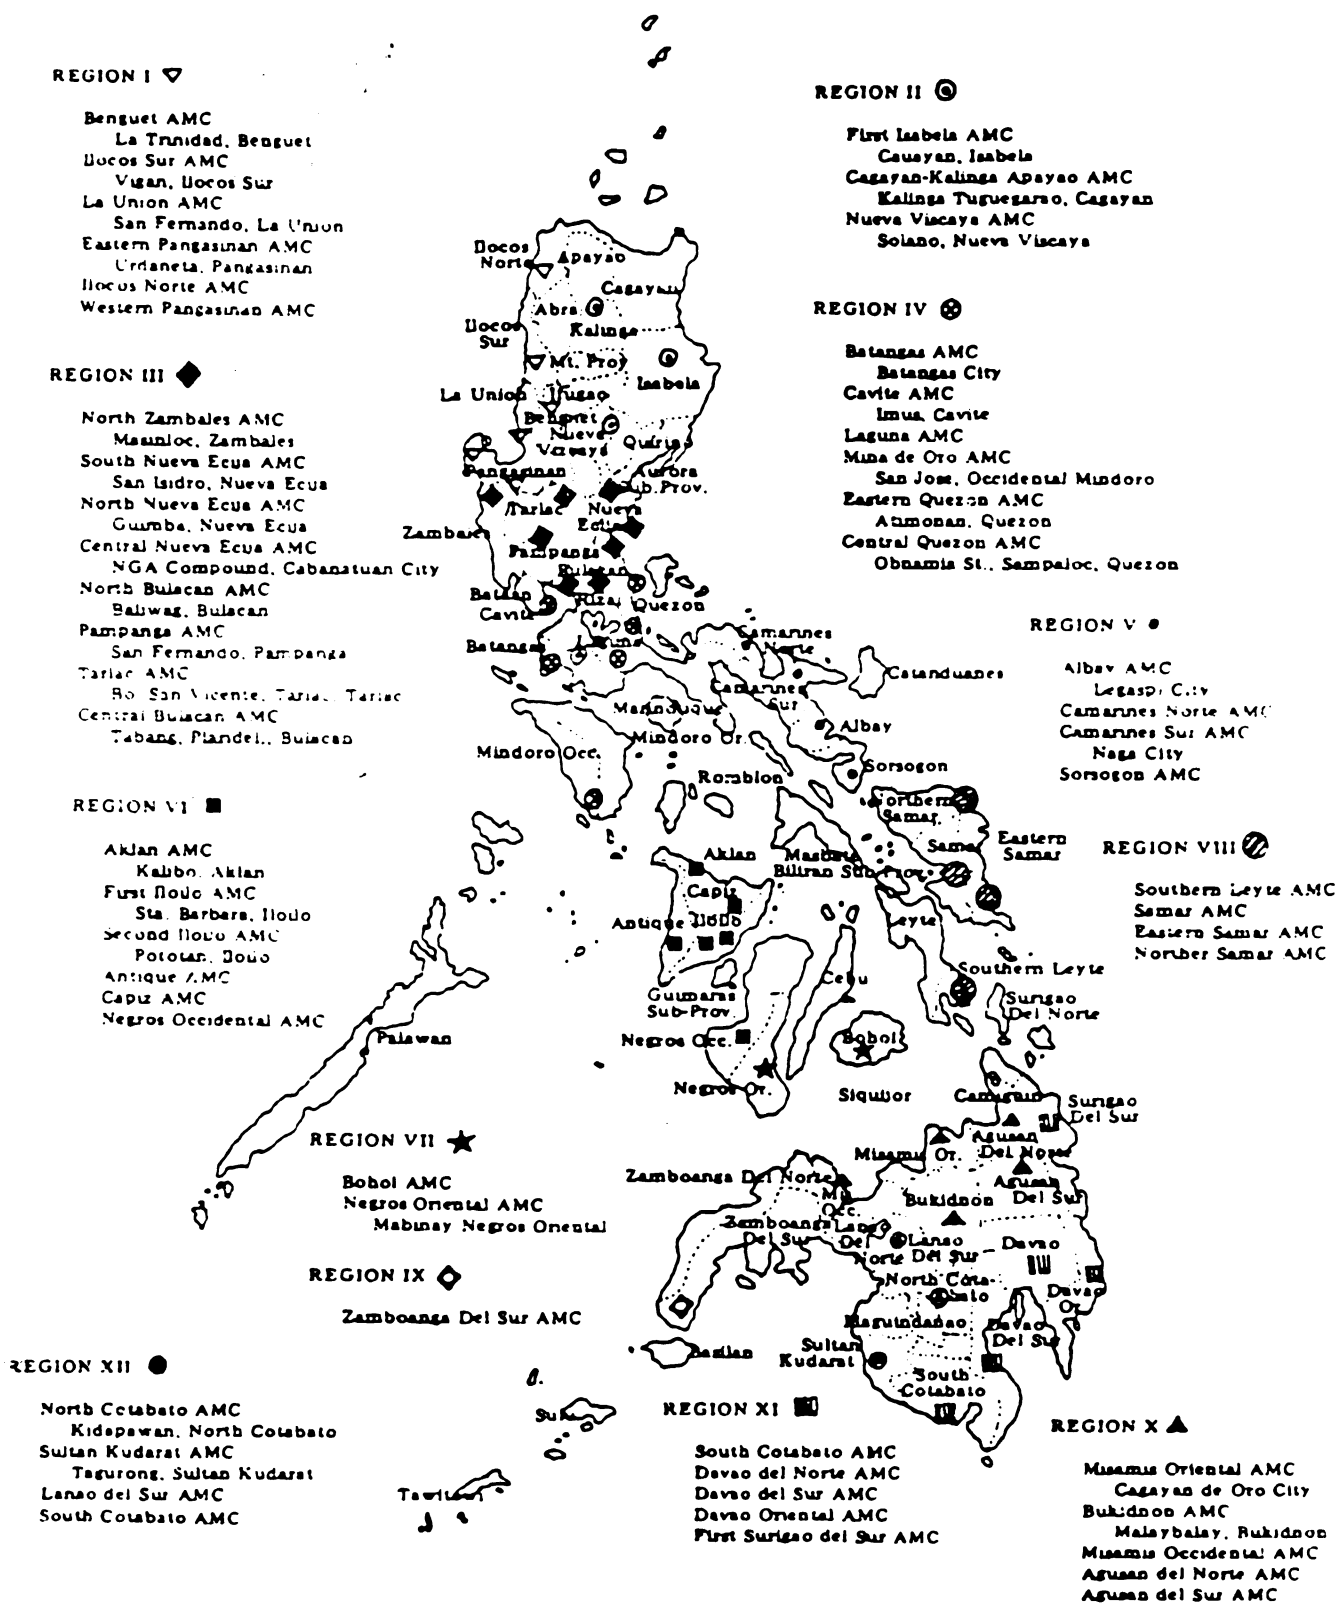 REGION I
Benguet AMC
La Trinidad, Benguet
Ilocos Sur AMC
Vigan, Ilocos Sur
La Union AMC
San Fernando, La Union
Eastern Pangasinan AMC
Urdaneta, Pangasinan
Ilocos Norte AMC
Western Pangasinan AMC
REGION II
First Isabela AMC
Cauayan, Isabela
Cagayan-Kalinga Apayao AMC
Kalinga Tuguegarao, Cagayan
Nueva Viscaya AMC
Solano, Nueva Viscaya
REGION III
North Zambales AMC
Masinloc, Zambales
South Nueva Ecija AMC
San Isidro, Nueva Ecija
North Nueva Ecija AMC
Guimba, Nueva Ecija
Central Nueva Ecija AMC
NGA Compound, Cabanatuan City
North Bulacan AMC
Baliwag, Bulacan
Pampanga AMC
San Fernando, Pampanga
Tarlac AMC
Bo. San Vicente, Tarlac, Tarlac
Central Bulacan AMC
Tabang, Plandel., Bulacan
REGION IV
Batangas AMC
Batangas City
Cavite AMC
Imus, Cavite
Laguna AMC
Mina de Oro AMC
San Jose, Occidental Mindoro
Eastern Quezon AMC
Atimonan, Quezon
Central Quezon AMC
Obnamia St., Sampaloc, Quezon
REGION V
Albay AMC
Legaspi City
Camarines Norte AMC
Camarines Sur AMC
Naga City
Sorsogon AMC
REGION VI
Aklan AMC
Kalibo, Aklan
First Iloilo AMC
Sta. Barbara, Iloilo
Second Iloilo AMC
Pototan, Iloilo
Antique AMC
Capiz AMC
Negros Occidental AMC
REGION VIII
Southern Leyte AMC
Samar AMC
Eastern Samar AMC
Norther Samar AMC
REGION VII
Bohol AMC
Negros Oriental AMC
Mabinay Negros Oriental
REGION IX
Zamboanga Del Sur AMC
REGION XII
North Cotabato AMC
Kidapawan, North Cotabato
Sultan Kudarat AMC
Tagurong, Sultan Kudarat
Lanao del Sur AMC
South Cotabato AMC
REGION XI
South Cotabato AMC
Davao del Norte AMC
Davao del Sur AMC
Davao Oriental AMC
First Surigao del Sur AMC
REGION X
Misamis Oriental AMC
Cagayan de Oro City
Bukidnon AMC
Malaybalay, Bukidnon
Misamis Occidental AMC
Agusan del Norte AMC
Agusan del Sur AMC
Ilocos
Norte
Apayao
Cagayan
Abra
Kalinga
Ilocos
Sur
Mt. Prov
Isabela
La Union
Ifugao
Benguet
Nueva
Vizcaya
Quirino
Pangasinan
Aurora
Sub.Prov.
Tarlac
Nueva
Ecija
Zambales
Pampanga
Bulacan
Bataan
Rizal
Quezon
Cavite
Batangas
Laguna
Camarines
Norte
Catanduanes
Camarines
Sur
Marinduque
Albay
Mindoro Or.
Mindoro Occ.
Romblon
Sorsogon
Northern
Samar
Eastern
Samar
Samar
Aklan
Masbate
Biliran Sub-Prov.
Capiz
Antique
Iloilo
Leyte
Cebu
Southern Leyte
Guimaras
Sub-Prov.
Surigao
Del Norte
Negros Occ.
Bohol
Palawan
Negros Or.
Siquijor
Camiguin
Surigao
Del Sur
Agusan
Del Norte
Misamis Or.
Zamboanga Del Norte
Mis.
Occ.
Bukidnon
Agusan
Del Sur
Zamboanga
Del Sur
Lanao
Del
Norte
Lanao
Del Sur
Davao
North Cota-
bato
Davao
Or.
Maguindanao
Davao
Del Sur
Sultan
Kudarat
Basilan
South
Cotabato
Sulu
Tawitawi